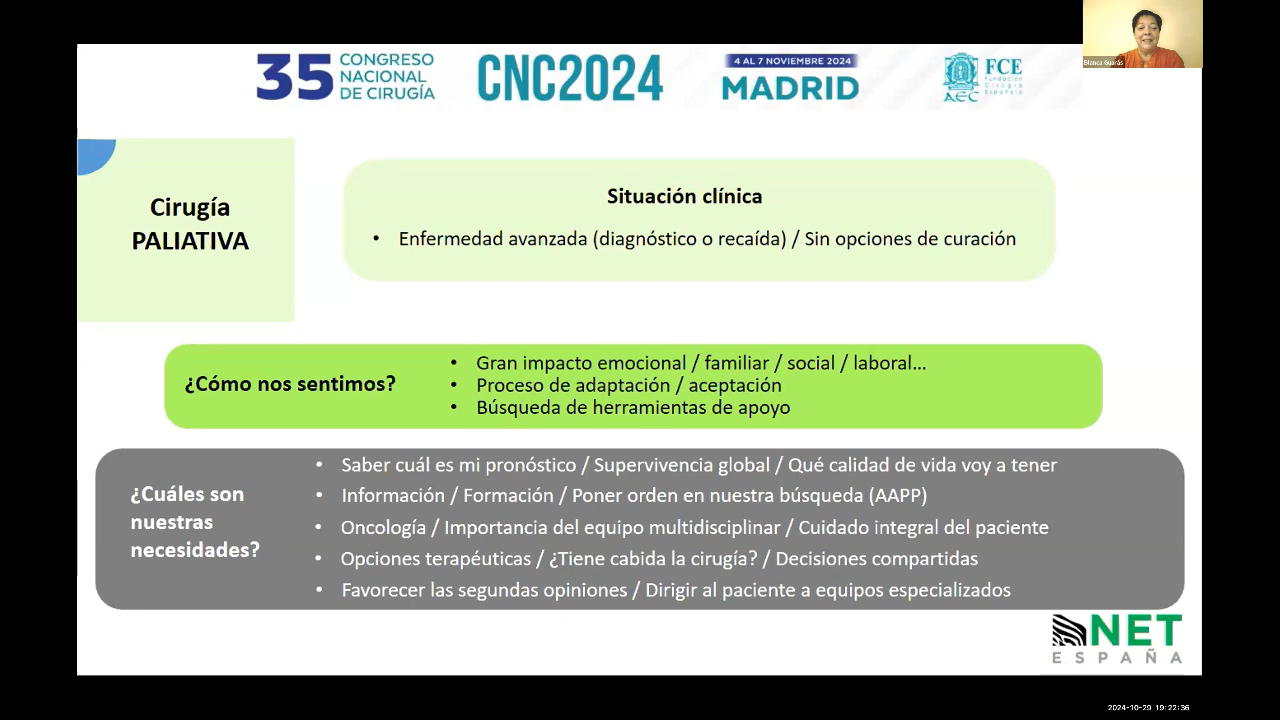 35 CONGRESO
NACIONAL
DE CIRUGÍA
CNC2024
4 AL 7 NOVIEMBRE 2024
MADRID
AEC
FCE
Fundación
Cirugía
Española
Blanca Guarás
Cirugía
PALIATIVA
Situación clínica
• Enfermedad avanzada (diagnóstico o recaída) / Sin opciones de curación
¿Cómo nos sentimos?
• Gran impacto emocional / familiar / social / laboral...
• Proceso de adaptación / aceptación
• Búsqueda de herramientas de apoyo
¿Cuáles son
nuestras
necesidades?
• Saber cuál es mi pronóstico / Supervivencia global / Qué calidad de vida voy a tener
• Información / Formación / Poner orden en nuestra búsqueda (AAPP)
• Oncología / Importancia del equipo multidisciplinar / Cuidado integral del paciente
• Opciones terapéuticas / ¿Tiene cabida la cirugía? / Decisiones compartidas
• Favorecer las segundas opiniones / Dirigir al paciente a equipos especializados
NET
ESPAÑA
2024-10-29 19:22:36